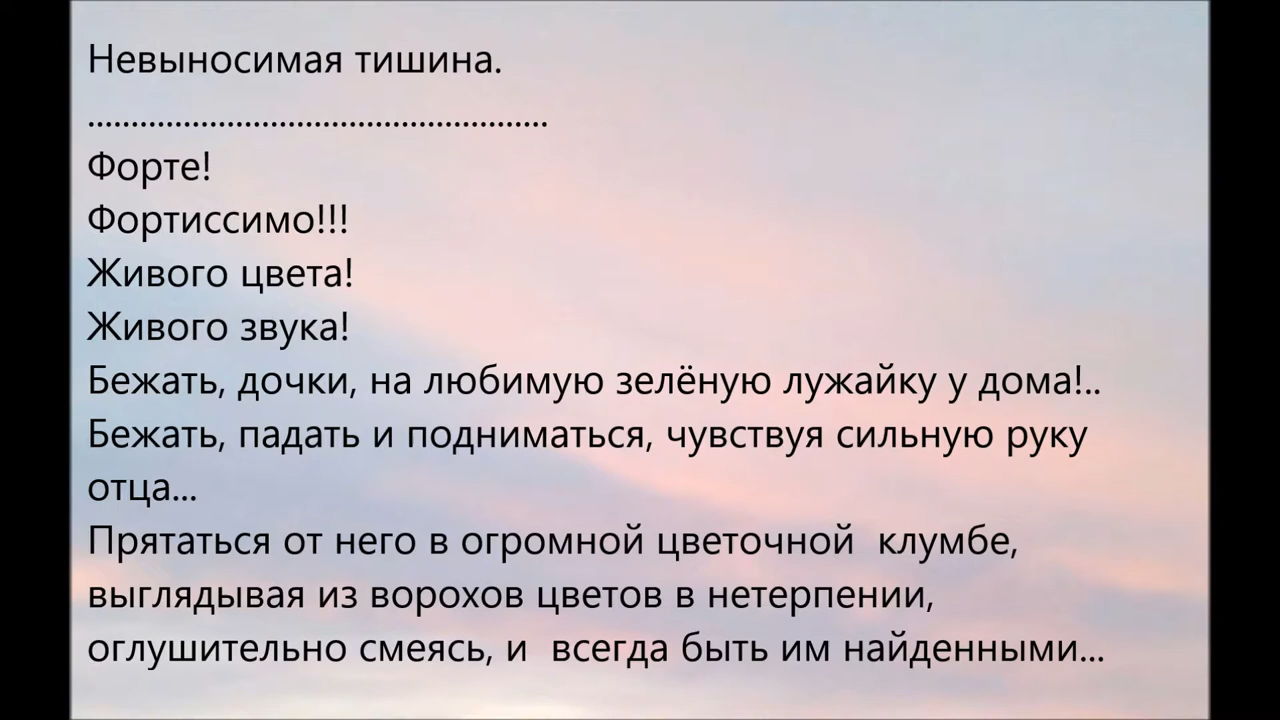 Невыносимая тишина.
.....................................................
Форте!
Фортиссимо!!!
Живого цвета!
Живого звука!
Бежать, дочки, на любимую зелёную лужайку у дома!..
Бежать, падать и подниматься, чувствуя сильную руку
отца...
Прятаться от него в огромной цветочной  клумбе,
выглядывая из ворохов цветов в нетерпении,
оглушительно смеясь, и  всегда быть им найденными...